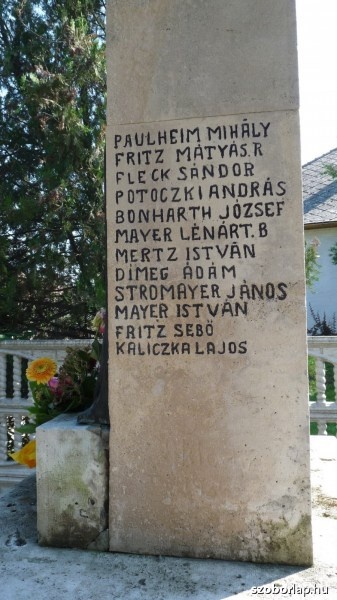 PAULHEIM MIHÁLY
FRITZ MÁTYÁS.R
FLECK SÁNDOR
POTOCZKI ANDRÁS
BONHARTH JÓZSEF
MAYER LÉNÁRT.B
MERTZ ISTVÁN
DÍMEG ÁDÁM
STROMAYER JÁNOS
MAYER ISTVÁN
FRITZ SEBŐ
KALICZKA LAJOS
szoborlap.hu